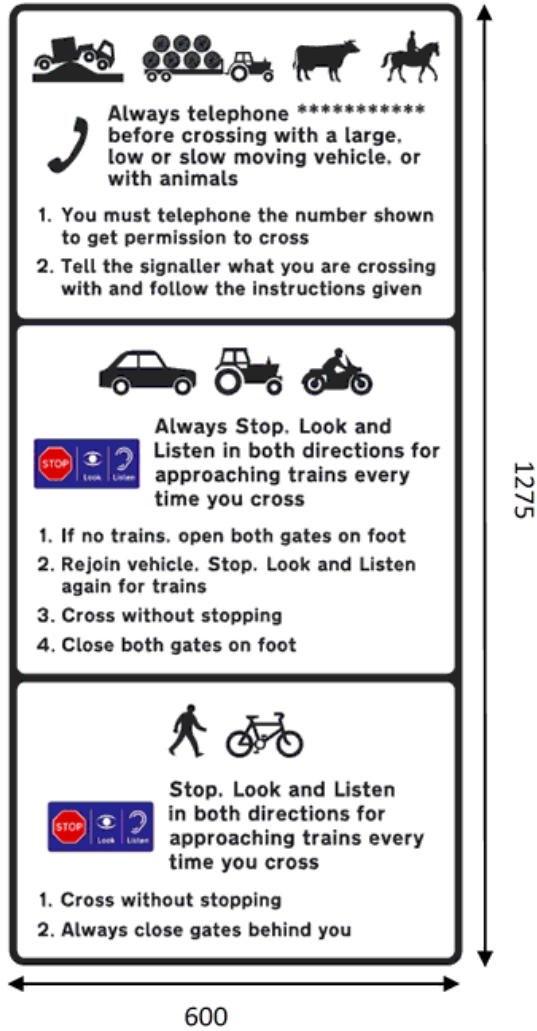 Always telephone ***********
before crossing with a large,
low or slow moving vehicle, or
with animals
1. You must telephone the number shown
to get permission to cross
2. Tell the signaller what you are crossing
with and follow the instructions given
Always Stop, Look and
Listen in both directions for
approaching trains every
time you cross
STOP Look Listen
1. If no trains, open both gates on foot
2. Rejoin vehicle, Stop, Look and Listen
again for trains
3. Cross without stopping
4. Close both gates on foot
Stop, Look and Listen
in both directions for
approaching trains every
time you cross
STOP Look Listen
1. Cross without stopping
2. Always close gates behind you
1275
600